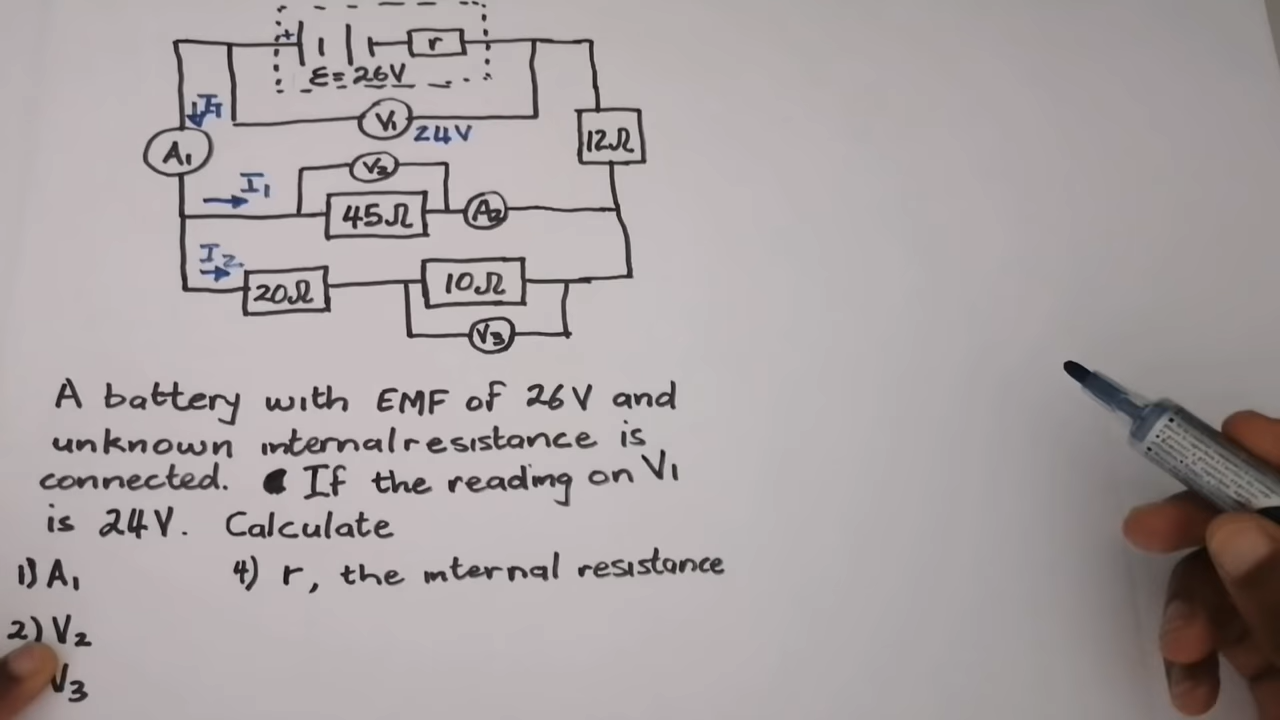 +
r
ε = 26V
IT
V1
24V
A1
12Ω
V2
I1
45Ω
A2
I2
20Ω
10Ω
V3
A battery with EMF of 26V and
unknown internal resistance is
connected. If the reading on V1
is 24V. Calculate
1) A1
4) r, the internal resistance
2) V2
V3